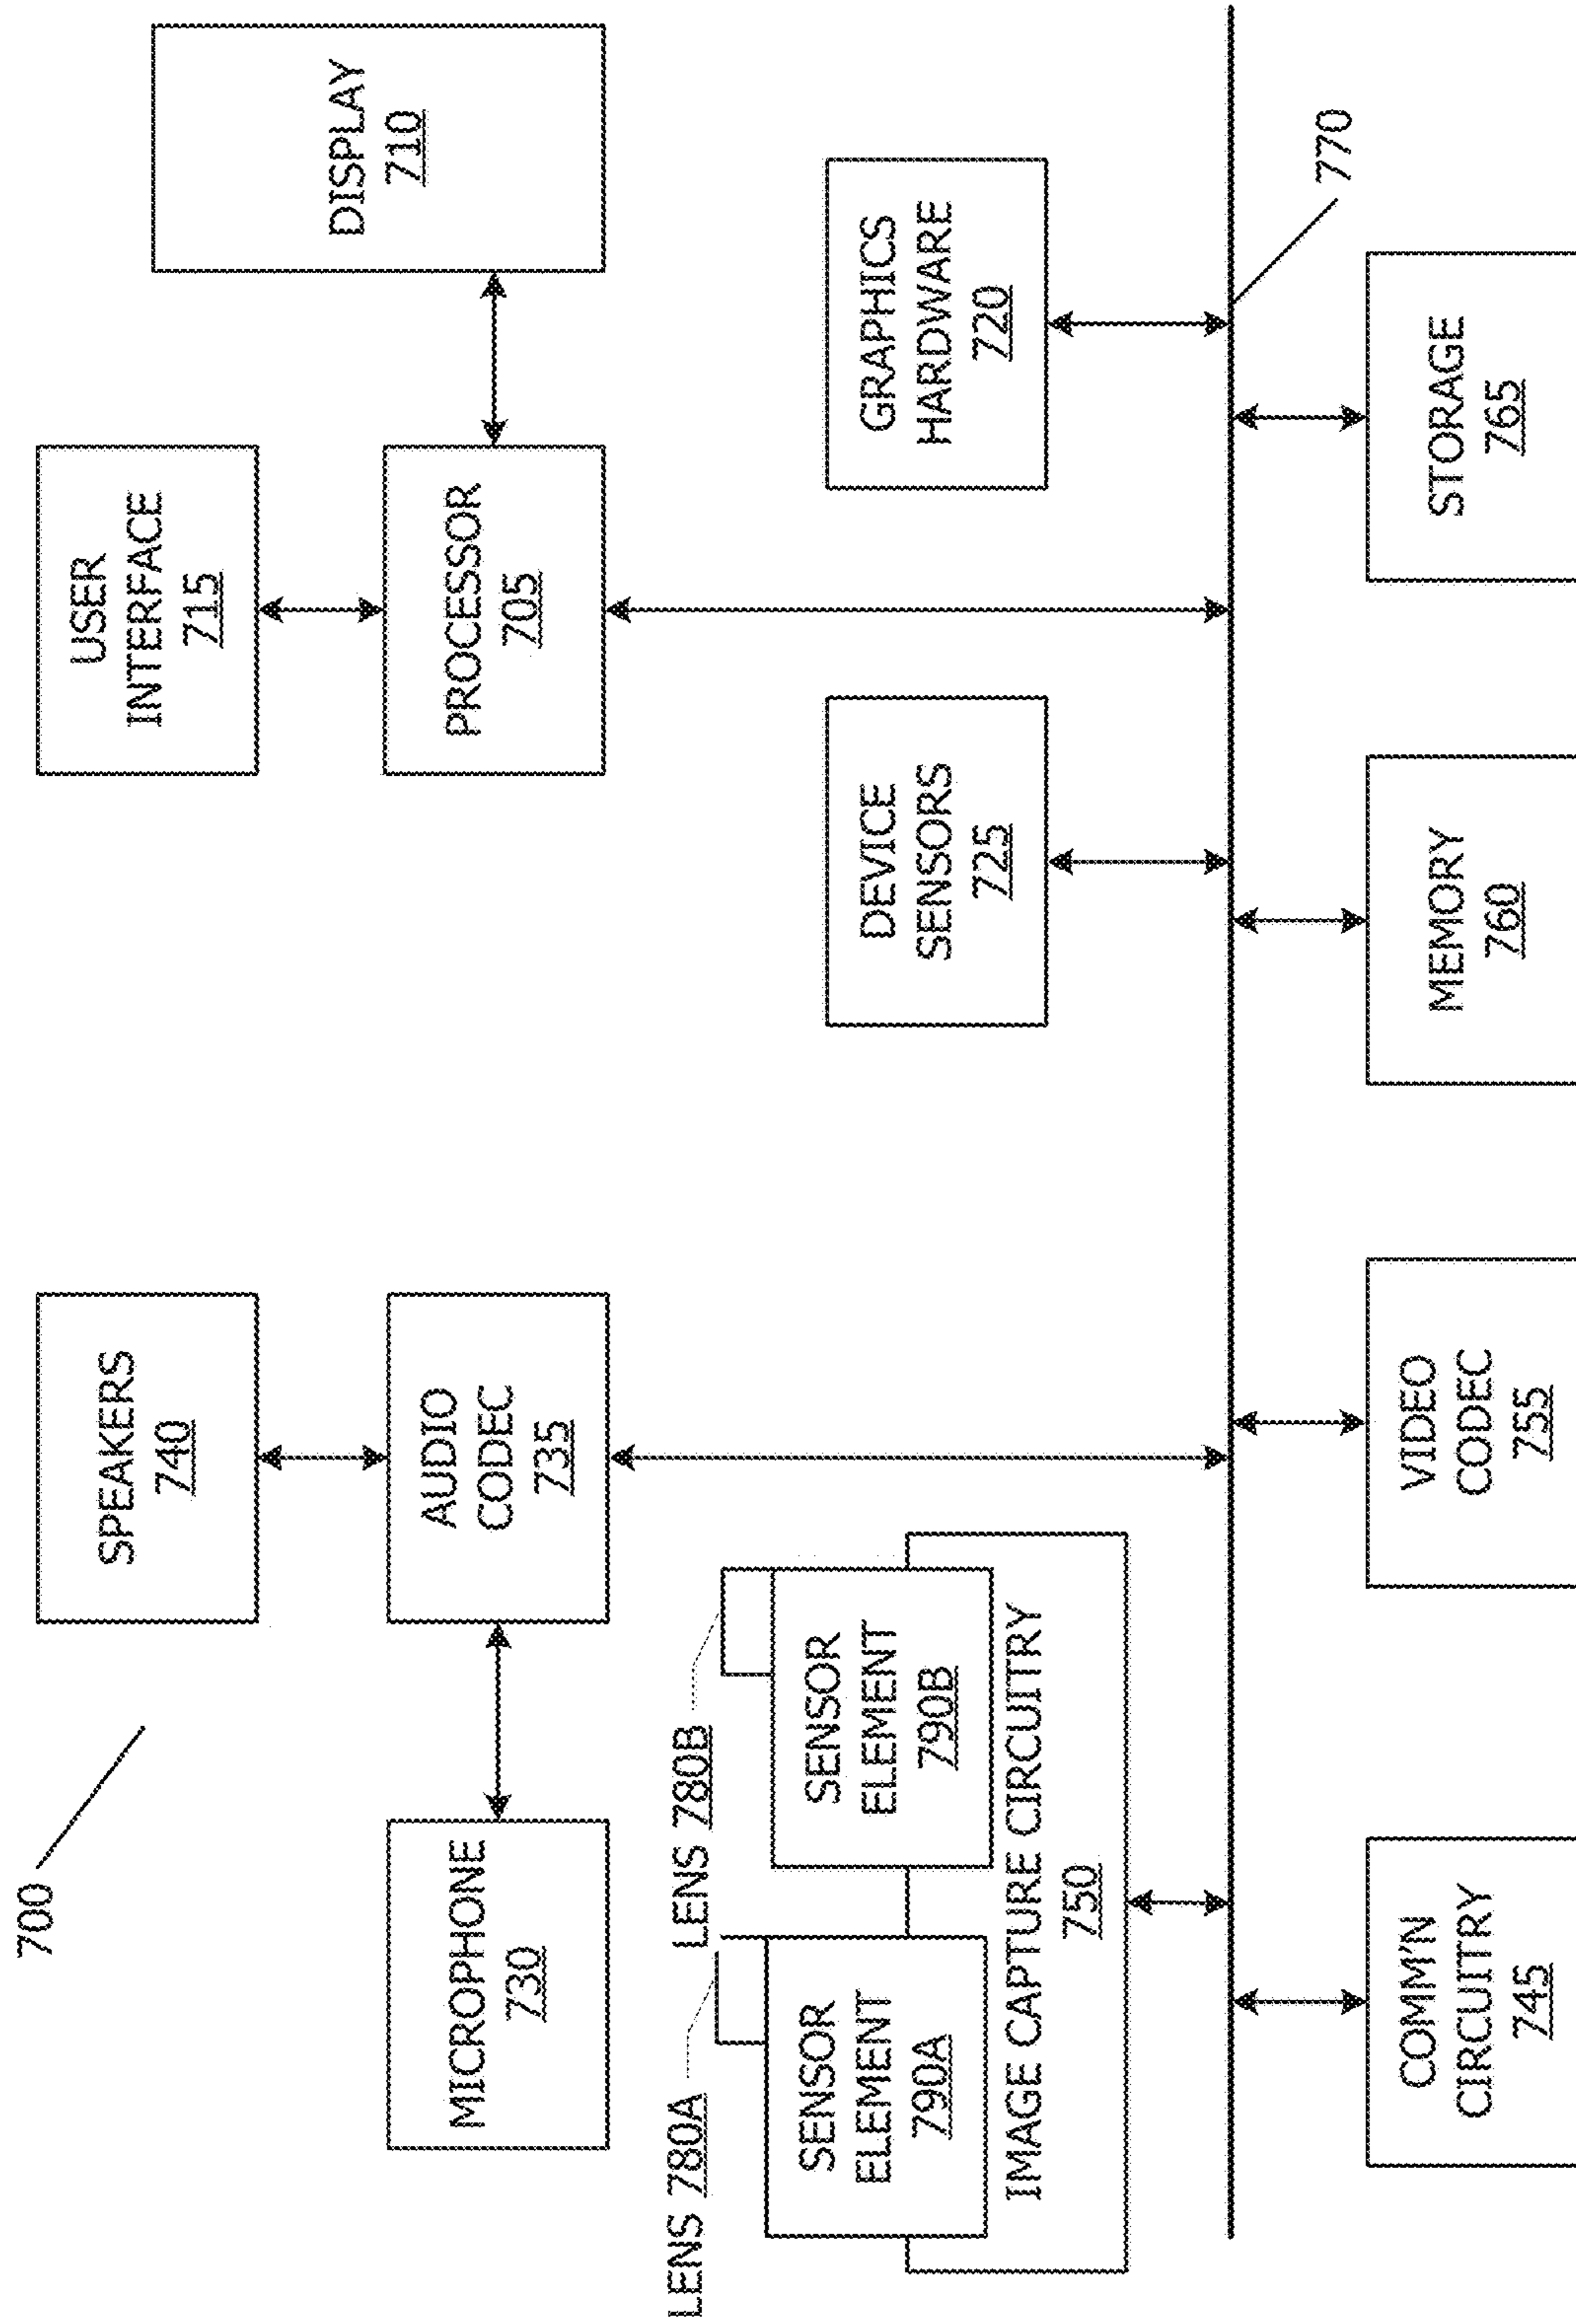 700
SPEAKERS
740
USER
INTERFACE
715
MICROPHONE
730
AUDIO
CODEC
735
PROCESSOR
705
DISPLAY
710
LENS 780A
LENS 780B
SENSOR
ELEMENT
790A
SENSOR
ELEMENT
790B
IMAGE CAPTURE CIRCUITRY
750
DEVICE
SENSORS
725
GRAPHICS
HARDWARE
720
770
COMM'N
CIRCUITRY
745
VIDEO
CODEC
755
MEMORY
760
STORAGE
765